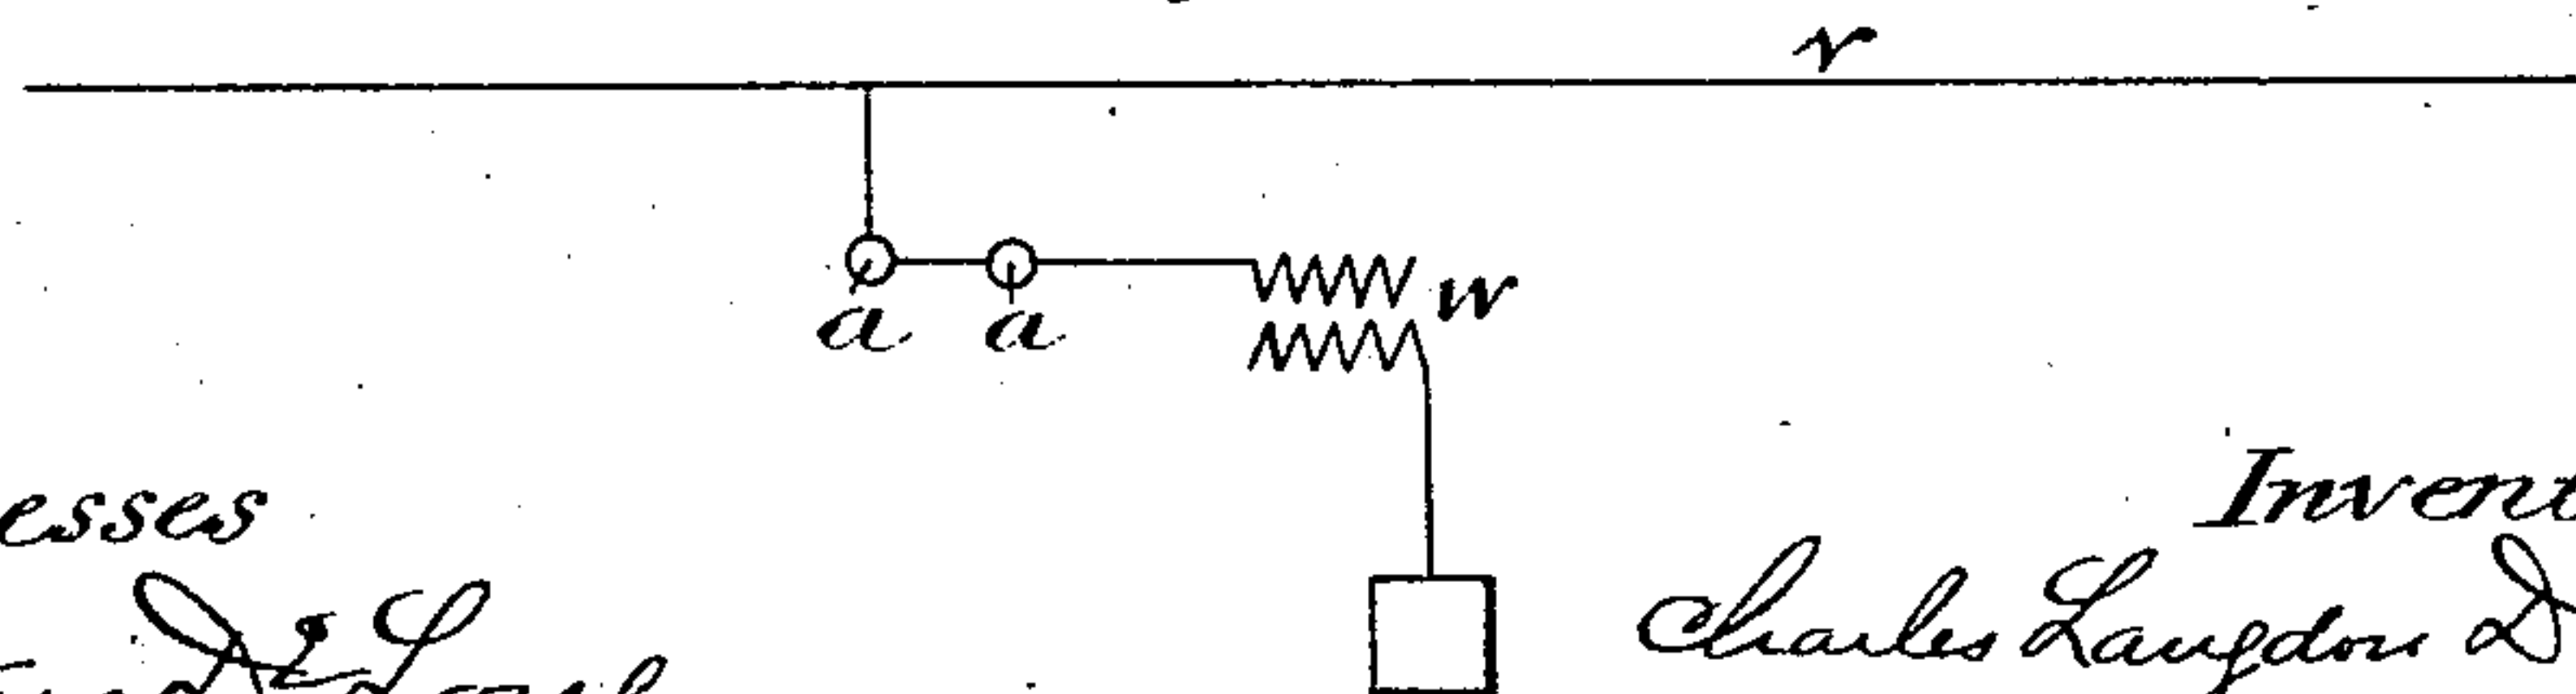 r
w
a a
esses
Invent
Charles Langdon D